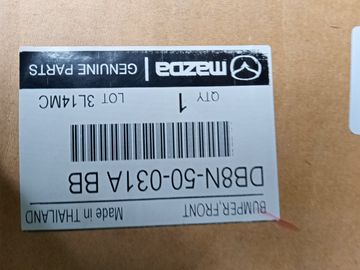 BUMPER,FRONT Made in THAILAND
DB8N-50-031A BB
QTY 1 LOT 3L14MC
mazda GENUINE PARTS